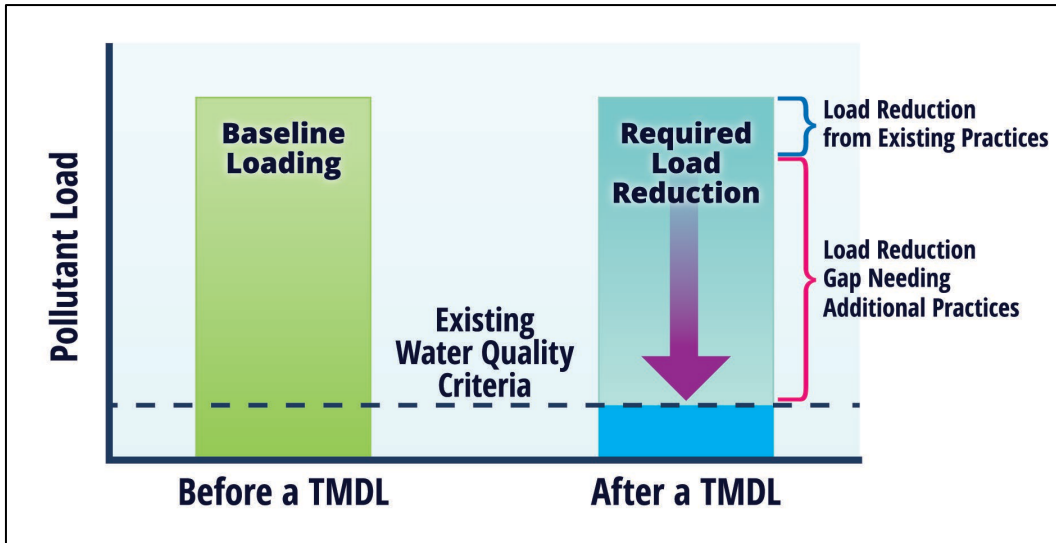 Pollutant Load
Baseline
Loading
Required
Load
Reduction
Load Reduction
from Existing Practices
Load Reduction
Gap Needing
Additional Practices
Existing
Water Quality
Criteria
Before a TMDL
After a TMDL